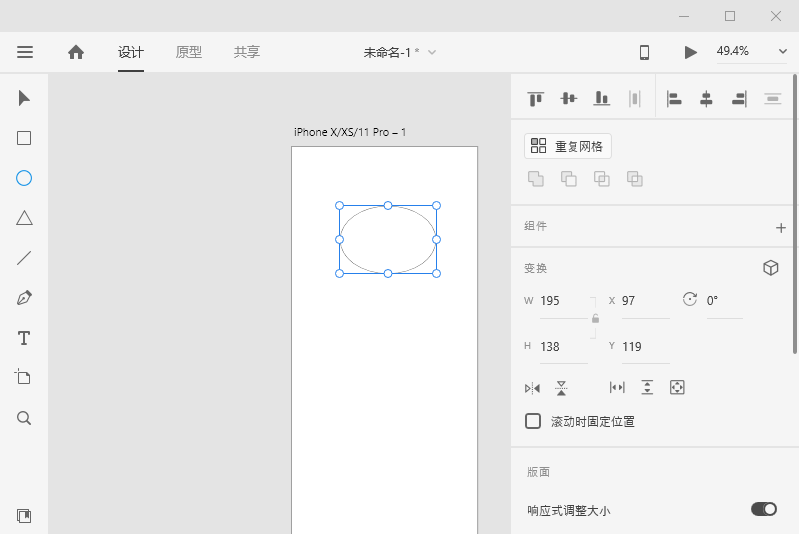 设计 原型 共享 未命名-1 * 49.4%
iPhone X/XS/11 Pro – 1
重复网格
组件
变换
W 195 X 97 0°
H 138 Y 119
滚动时固定位置
版面
响应式调整大小